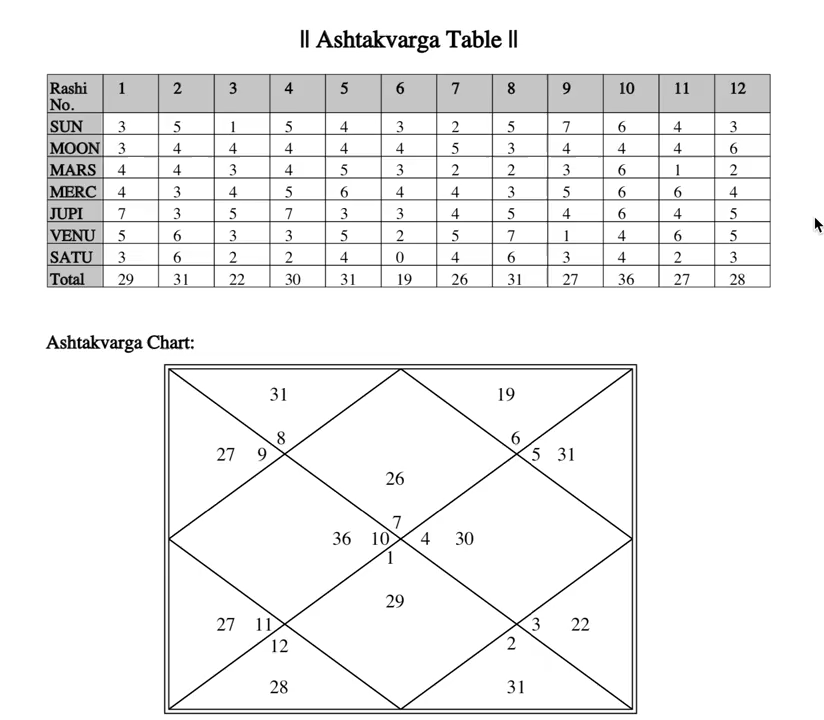 || Ashtakvarga Table ||
Rashi No. 1 2 3 4 5 6 7 8 9 10 11 12
SUN 3 5 1 5 4 3 2 5 7 6 4 3
MOON 3 4 4 4 4 4 5 3 4 4 4 6
MARS 4 4 3 4 5 3 2 2 3 6 1 2
MERC 4 3 4 5 6 4 4 3 5 6 6 4
JUPI 7 3 5 7 3 3 4 5 4 6 4 5
VENU 5 6 3 3 5 2 5 7 1 4 6 5
SATU 3 6 2 2 4 0 4 6 3 4 2 3
Total 29 31 22 30 31 19 26 31 27 36 27 28
Ashtakvarga Chart:
31 19
8 6
27 9 5 31
26
7
36 10 4 30
1
29
27 11 3 22
12 2
28 31